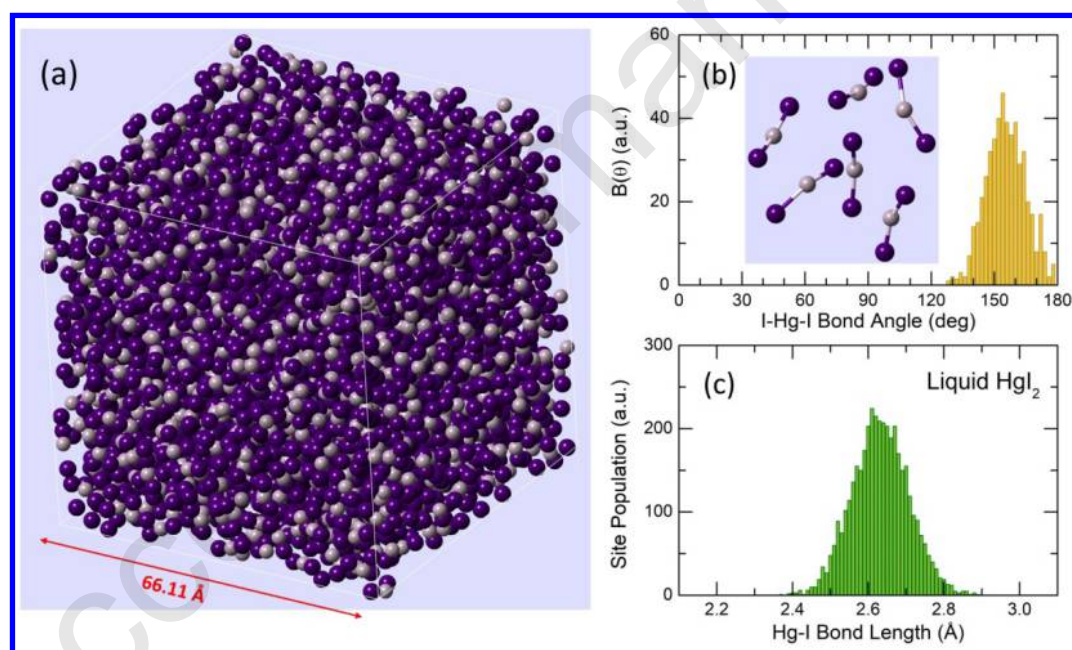 (a)
66.11 Å
(b)
B(θ) (a.u.)
60
40
20
0
0 30 60 90 120 150 180
I-Hg-I Bond Angle (deg)
(c)
Liquid HgI₂
Site Population (a.u.)
300
200
100
0
2.2 2.4 2.6 2.8 3.0
Hg-I Bond Length (Å)